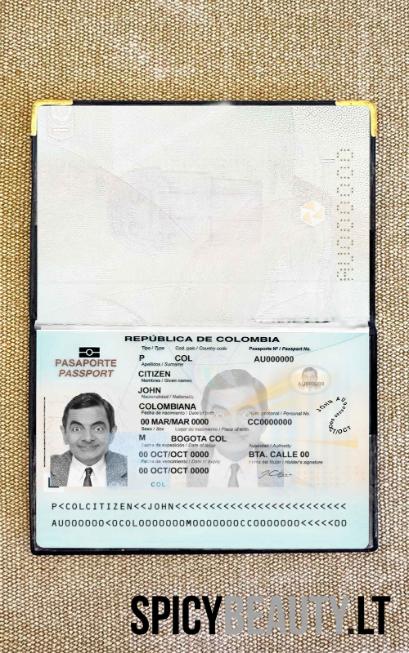 AU000000
REPÚBLICA DE COLOMBIA
PASAPORTE
PASSPORT
Tipo / Type Cod. país / Country code Pasaporte Nº / Passport No.
P COL AU000000
Apellidos / Surname
CITIZEN
Nombres / Given names
JOHN
Nacionalidad / Nationality
COLOMBIANA
Fecha de nacimiento / Date of birth personal / Personal No.
00 MAR/MAR 0000 CC0000000
Sexo / Sex Lugar de nacimiento / Place of birth
M BOGOTA COL
Fecha de expedición / Date of issue / Authority
00 OCT/OCT 0000 BTA. CALLE 00
Fecha de vencimiento / Date of expiry Firma del titular / Holder's signature
00 OCT/OCT 0000
COL
P<COLCITIZEN<<JOHN<<<<<<<<<<<<<<<<<<<<<<<<<<
AU000000<0COL0000000M0000000CC0000000<<<<<00
SPICYBEAUTY.LT